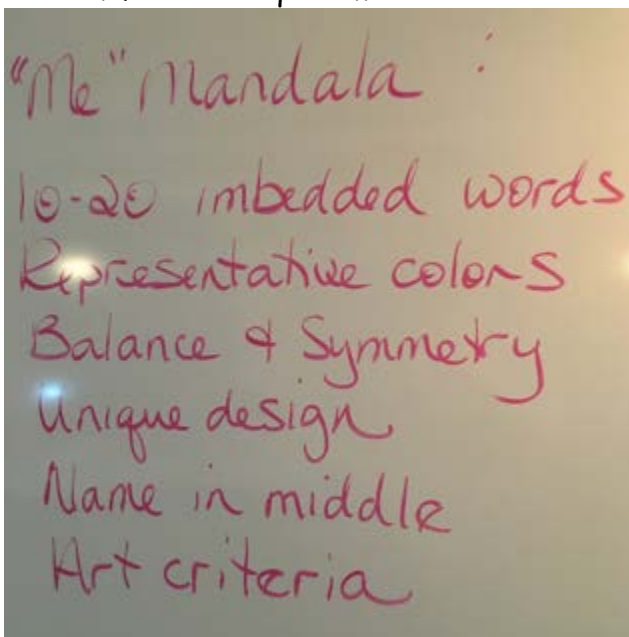 "Me" Mandala :
10-20 imbedded words
Representative colors
Balance & Symmetry
Unique design
Name in middle
Art criteria